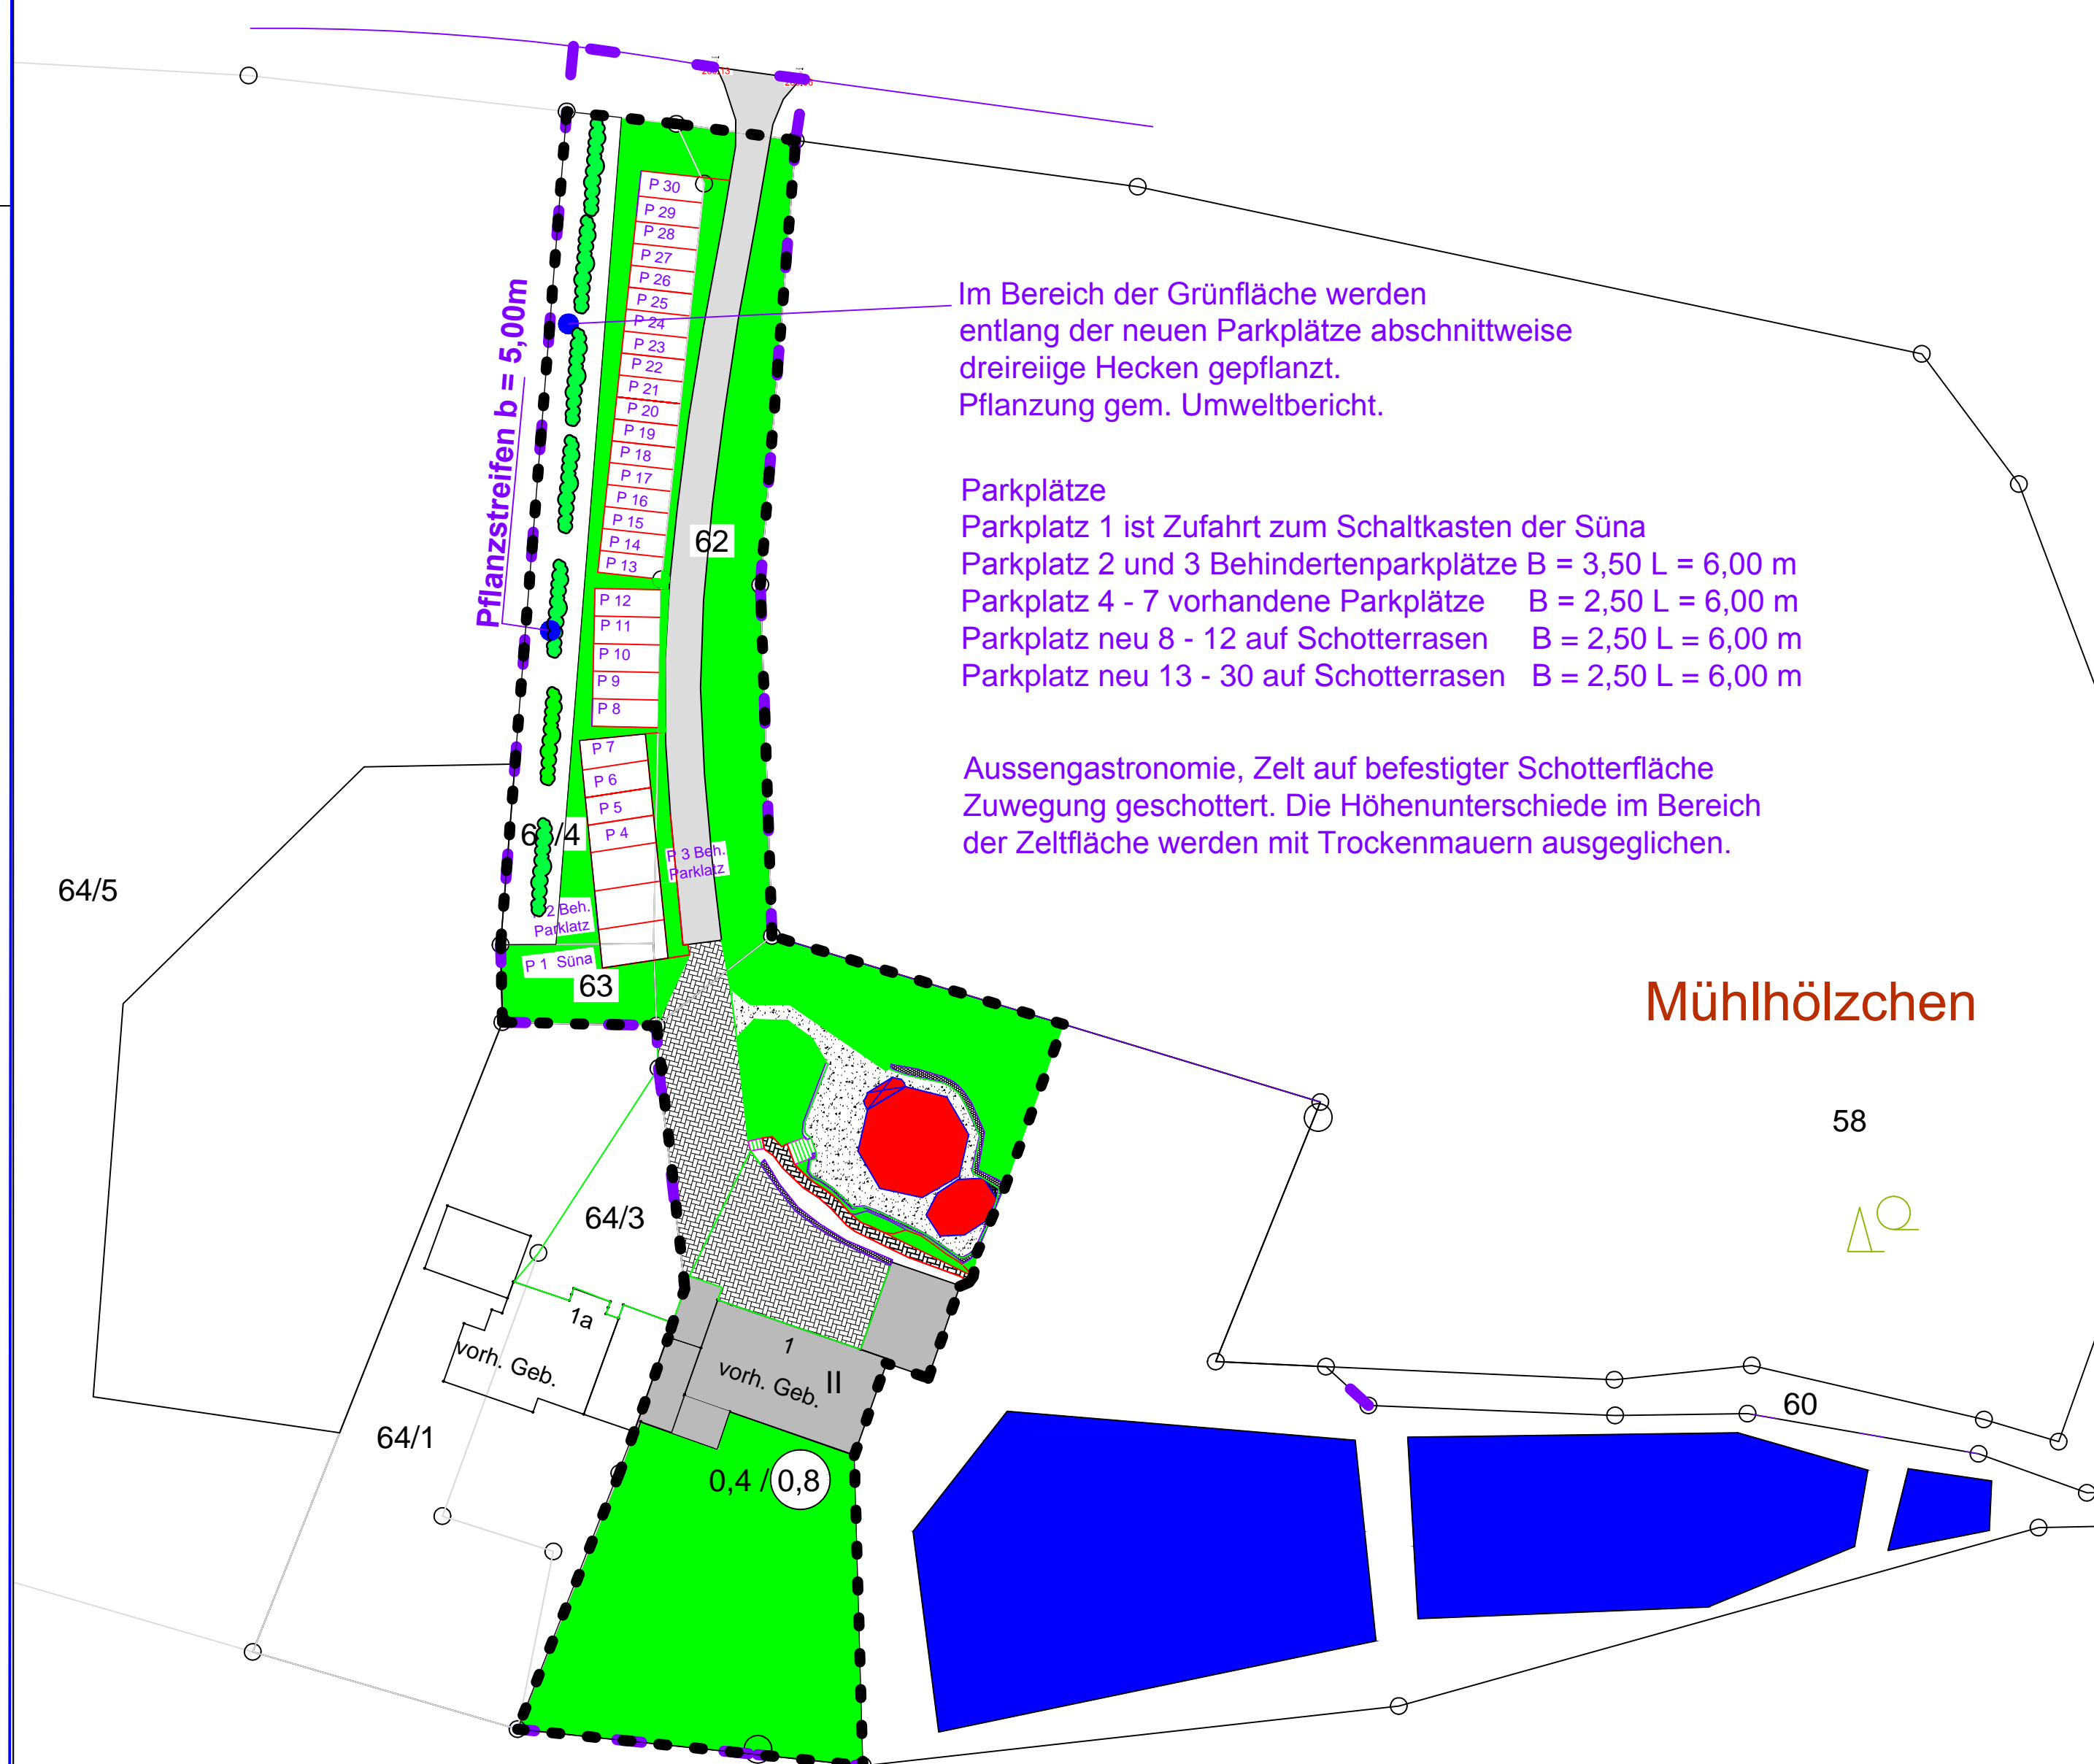 P 30
P 29
P 28
P 27
P 26
P 25
P 24
P 23
P 22
P 21
P 20
P 19
P 18
P 17
P 16
P 15
P 14
P 13
P 12
P 11
P 10
P 9
P 8
P 7
P 6
P 5
P 4
P 3 Beh.
Parklatz
2 Beh.
Parklatz
P 1 Süna
Pflanzstreifen b = 5,00m
Im Bereich der Grünfläche werden
entlang der neuen Parkplätze abschnittweise
dreireiige Hecken gepflanzt.
Pflanzung gem. Umweltbericht.
Parkplätze
Parkplatz 1 ist Zufahrt zum Schaltkasten der Süna
Parkplatz 2 und 3 Behindertenparkplätze B = 3,50 L = 6,00 m
Parkplatz 4 - 7 vorhandene Parkplätze B = 2,50 L = 6,00 m
Parkplatz neu 8 - 12 auf Schotterrasen B = 2,50 L = 6,00 m
Parkplatz neu 13 - 30 auf Schotterrasen B = 2,50 L = 6,00 m
Aussengastronomie, Zelt auf befestigter Schotterfläche
Zuwegung geschottert. Die Höhenunterschiede im Bereich
der Zeltfläche werden mit Trockenmauern ausgeglichen.
62
/4
64/5
63
Mühlhölzchen
58
64/3
1a
vorh. Geb.
1
vorh. Geb.
II
60
64/1
0,4 / 0,8